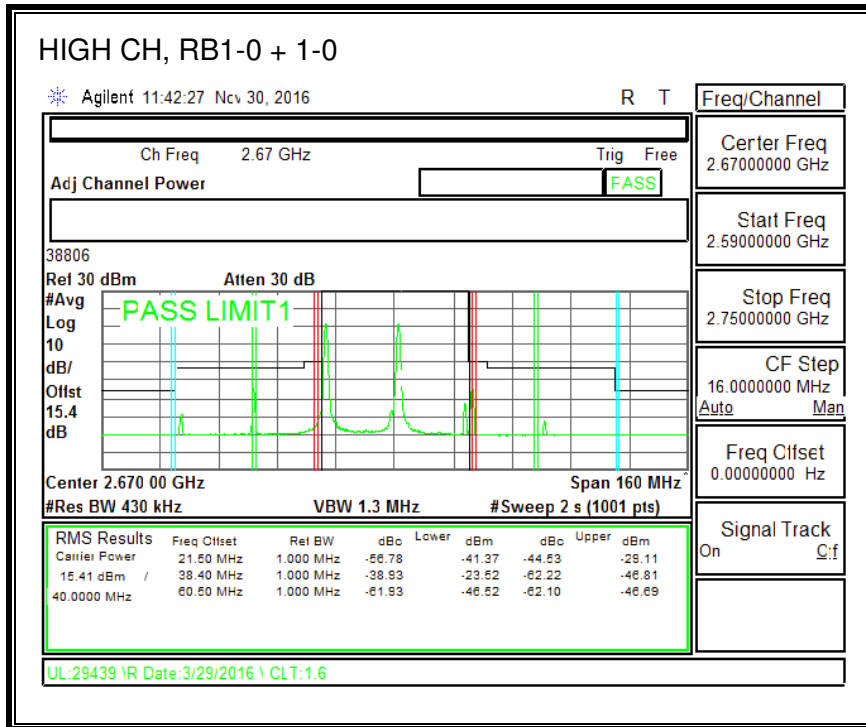 HIGH CH, RB1-0 + 1-0
Agilent 11:42:27 Nov 30, 2016 R T
Freq/Channel
Ch Freq 2.67 GHz Trig Free
Adj Channel Power PASS
Center Freq
2.67000000 GHz
Start Freq
2.59000000 GHz
Stop Freq
2.75000000 GHz
CF Step
16.0000000 MHz
Auto Man
Freq Offset
0.00000000 Hz
Signal Track
On Off
38806
Ref 30 dBm Atten 30 dB
#Avg
Log
10
dB/
Offst
15.4
dB
PASS LIMIT1
Center 2.670 00 GHz Span 160 MHz^
#Res BW 430 kHz VBW 1.3 MHz #Sweep 2 s (1001 pts)
RMS Results Freq Offset Ref BW dBc Lower dBm dBc Upper dBm
Carrier Power 21.50 MHz 1.000 MHz -56.78 -41.37 -44.53 -29.11
15.41 dBm / 38.40 MHz 1.000 MHz -38.93 -23.52 -62.22 -46.81
40.0000 MHz 60.50 MHz 1.000 MHz -61.93 -46.52 -62.10 -46.69
UL:29439 \R Date:3/29/2016 \ CLT:1.6